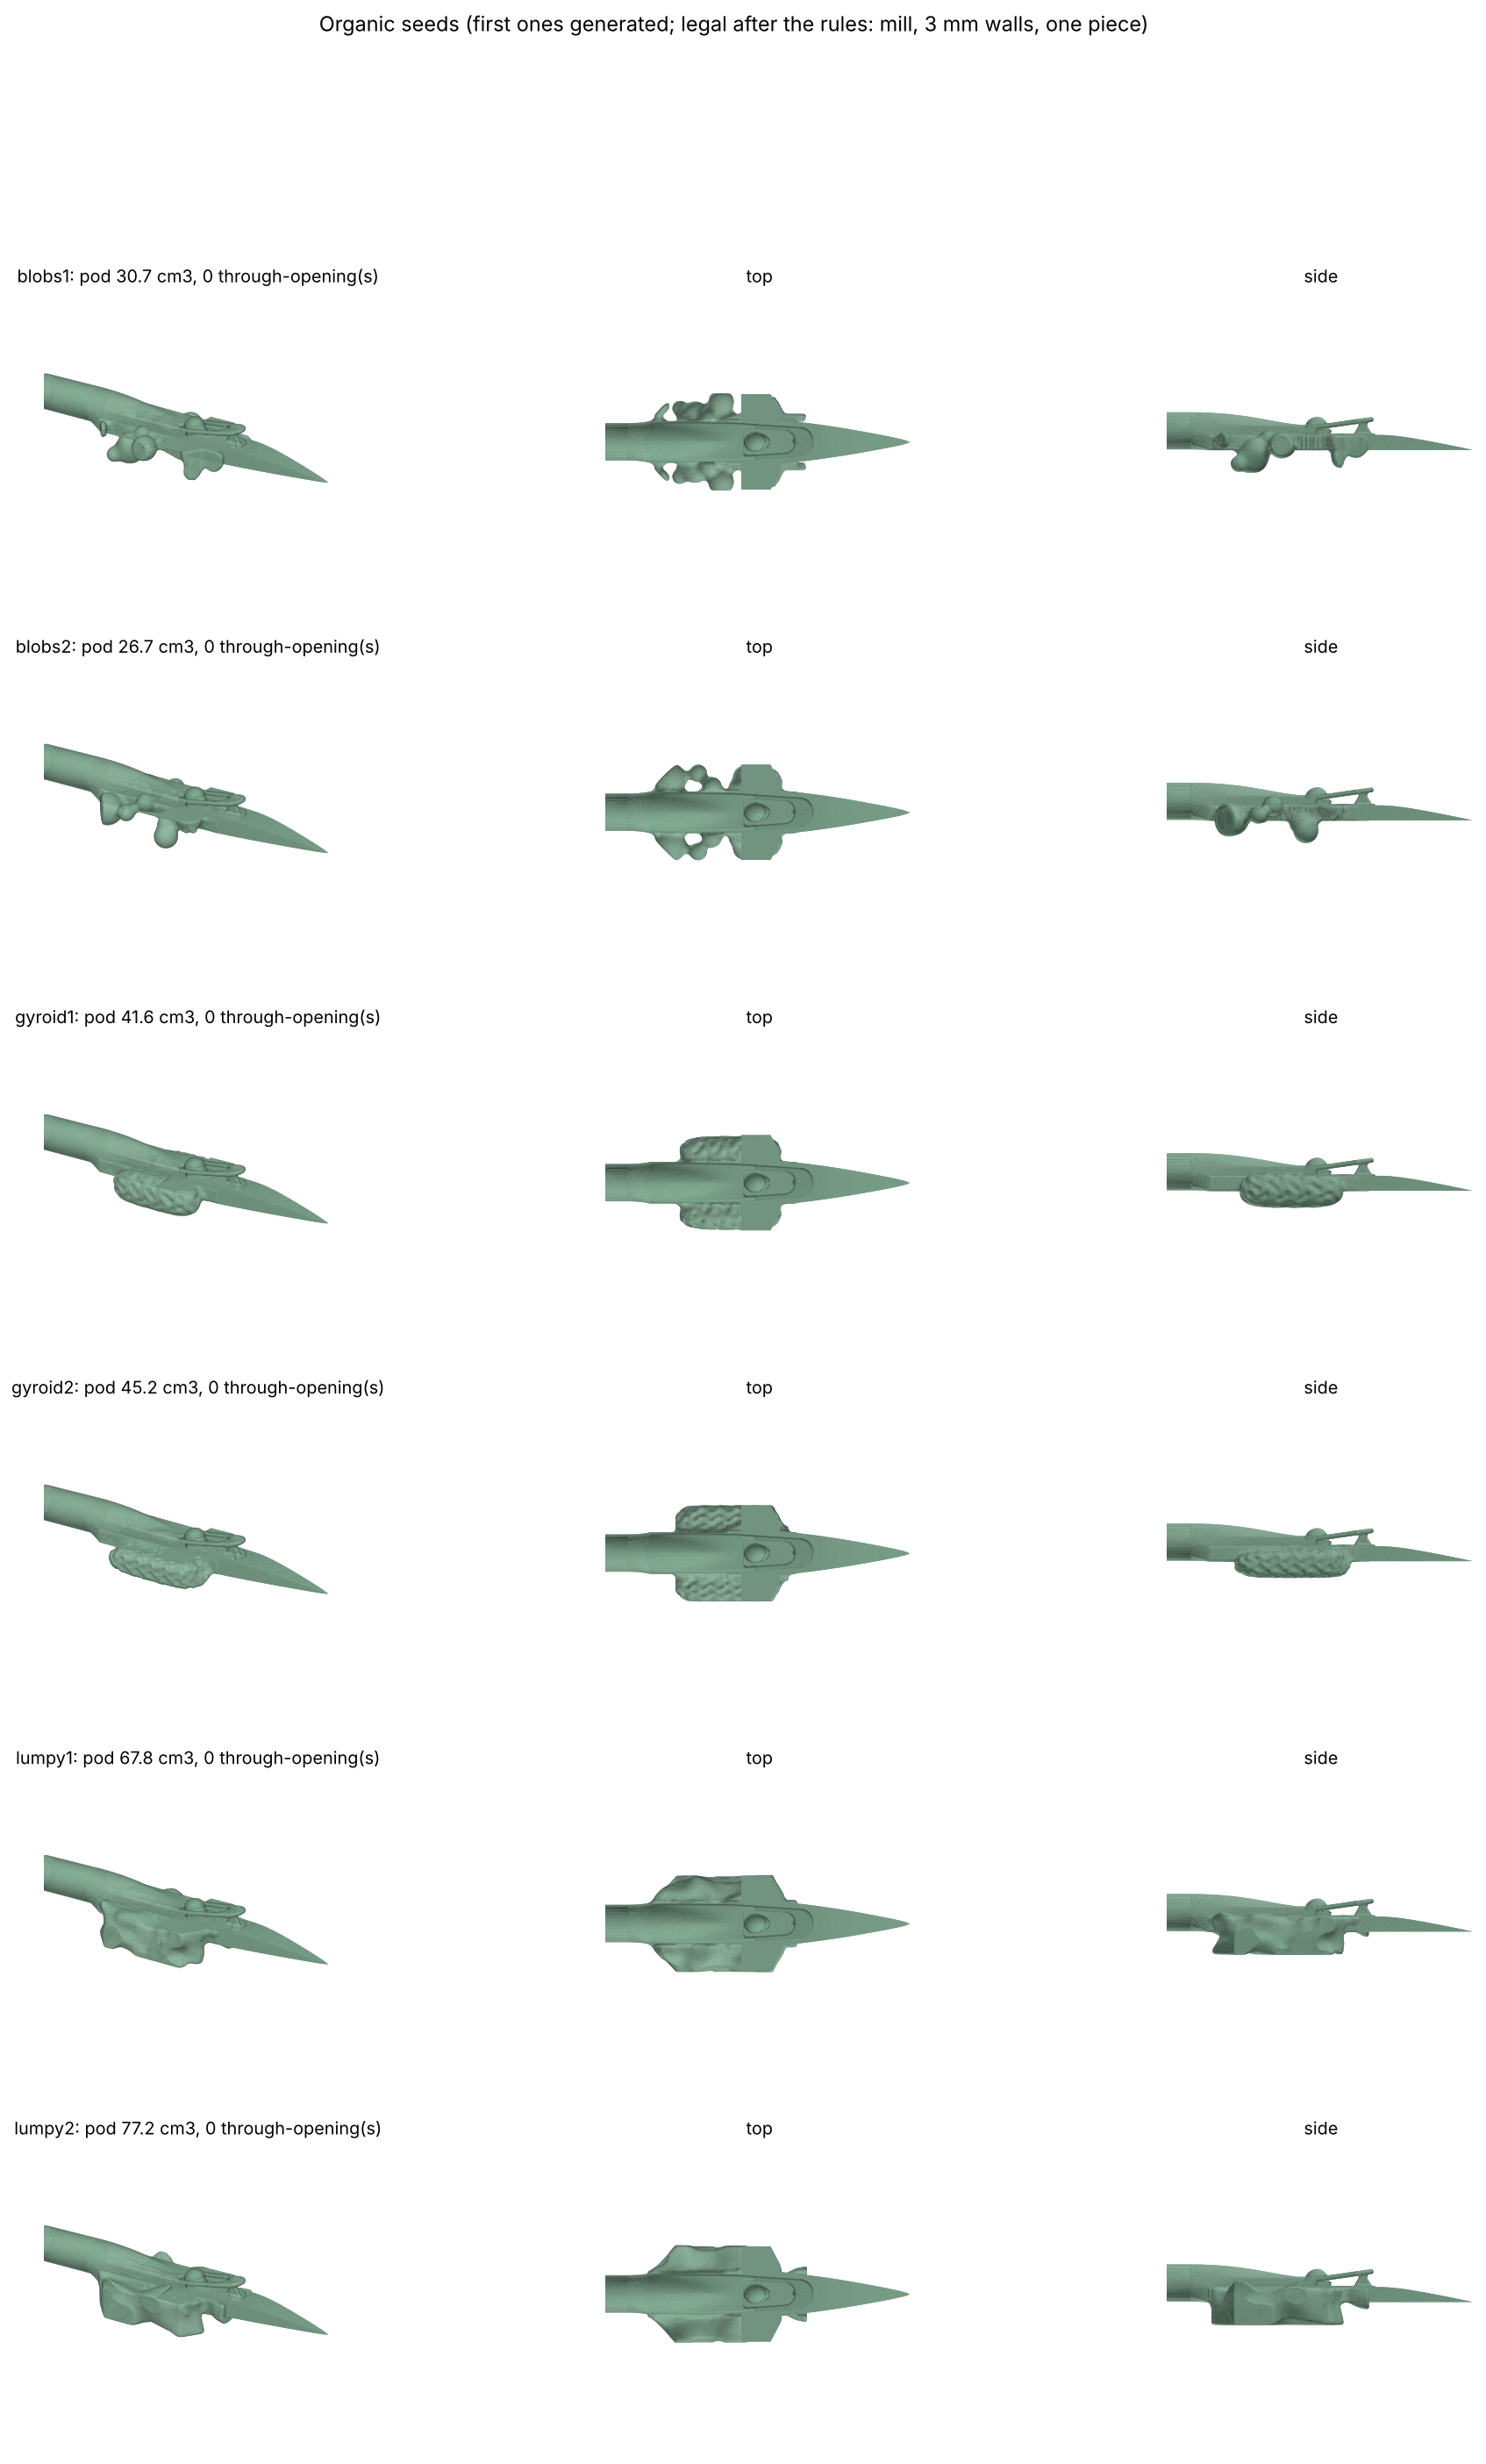 Organic seeds (first ones generated; legal after the rules: mill, 3 mm walls, one piece)
blobs1: pod 30.7 cm3, 0 through-opening(s)
top
side
blobs2: pod 26.7 cm3, 0 through-opening(s)
top
side
gyroid1: pod 41.6 cm3, 0 through-opening(s)
top
side
gyroid2: pod 45.2 cm3, 0 through-opening(s)
top
side
lumpy1: pod 67.8 cm3, 0 through-opening(s)
top
side
lumpy2: pod 77.2 cm3, 0 through-opening(s)
top
side